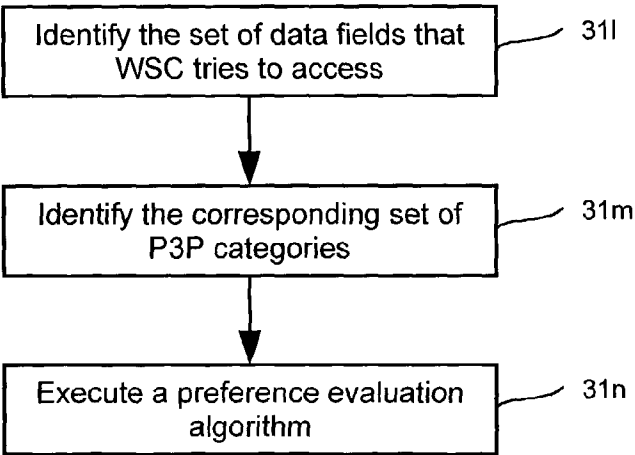 Identify the set of data fields that
WSC tries to access
31l
Identify the corresponding set of
P3P categories
31m
Execute a preference evaluation
algorithm
31n